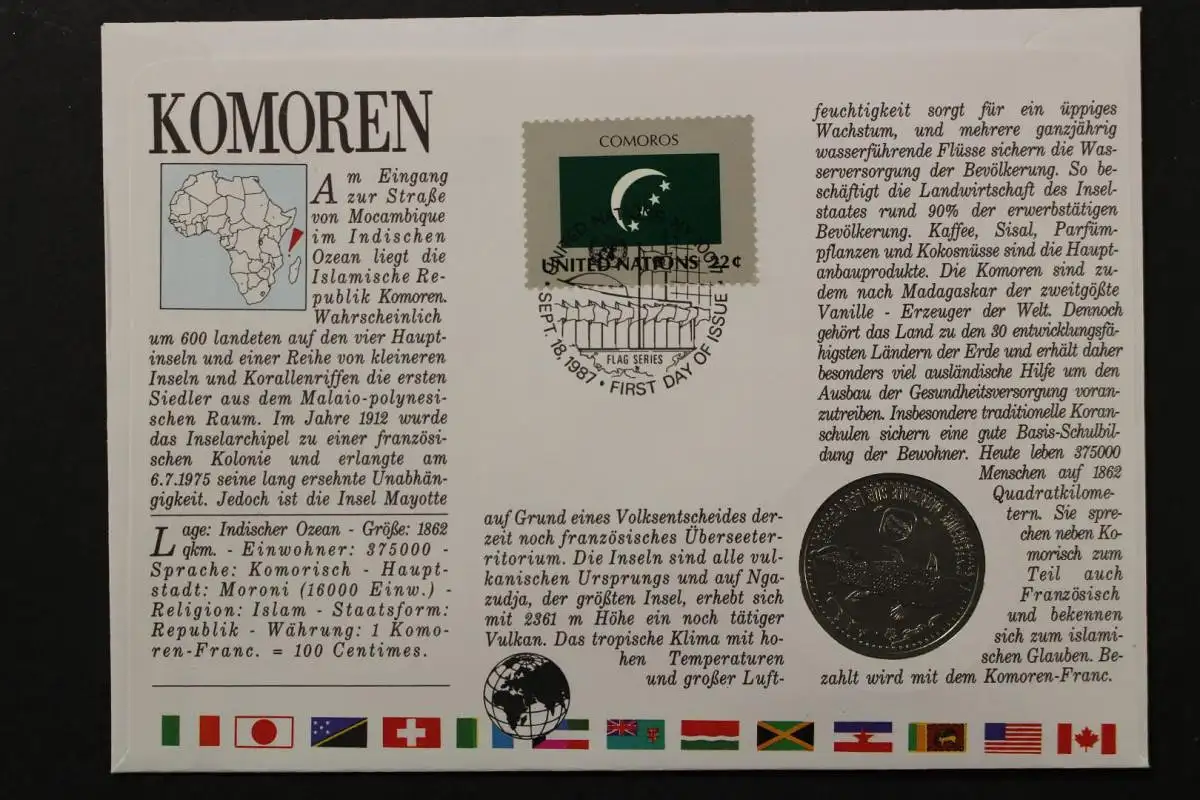 KOMOREN
Am Eingang
zur Straße
von Mocambique
im Indischen
Ozean liegt die
Islamische Re-
publik Komoren.
Wahrscheinlich
um 600 landeten auf den vier Haupt-
inseln und einer Reihe von kleineren
Inseln und Korallenriffen die ersten
Siedler aus dem Malaio-polynesi-
schen Raum. Im Jahre 1912 wurde
das Inselarchipel zu einer französi-
schen Kolonie und erlangte am
6.7.1975 seine lang ersehnte Unabhän-
gigkeit. Jedoch ist die Insel Mayotte
Lage: Indischer Ozean - Größe: 1862
qkm. - Einwohner: 375000 -
Sprache: Komorisch - Haupt-
stadt: Moroni (16000 Einw.) -
Religion: Islam - Staatsform:
Republik - Währung: 1 Komo-
ren-Franc. = 100 Centimes.
COMOROS
UNITED NATIONS 22¢
UNITED NATIONS, NY 10017
SEPT. 18, 1987 · FIRST DAY OF ISSUE
FLAG SERIES
auf Grund eines Volksentscheides der-
zeit noch französisches Überseeter-
ritorium. Die Inseln sind alle vul-
kanischen Ursprungs und auf Nga-
zudja, der größten Insel, erhebt sich
mit 2361 m Höhe ein noch tätiger
Vulkan. Das tropische Klima mit ho-
hen Temperaturen
und großer Luft-
feuchtigkeit sorgt für ein üppiges
Wachstum, und mehrere ganzjährig
wasserführende Flüsse sichern die Was-
serversorgung der Bevölkerung. So be-
schäftigt die Landwirtschaft des Insel-
staates rund 90% der erwerbstätigen
Bevölkerung. Kaffee, Sisal, Parfüm-
pflanzen und Kokosnüsse sind die Haupt-
anbauprodukte. Die Komoren sind zu-
dem nach Madagaskar der zweitgößte
Vanille - Erzeuger der Welt. Dennoch
gehört das Land zu den 30 entwicklungsfä-
higsten Ländern der Erde und erhält daher
besonders viel ausländische Hilfe um den
Ausbau der Gesundheitsversorgung voran-
zutreiben. Insbesondere traditionelle Koran-
schulen sichern eine gute Basis-Schulbil-
dung der Bewohner. Heute leben 375000
Menschen auf 1862
Quadratkilome-
tern. Sie spre-
chen neben Ko-
morisch zum
Teil auch
Französisch
und bekennen
sich zum islami-
schen Glauben. Be-
zahlt wird mit dem Komoren-Franc.